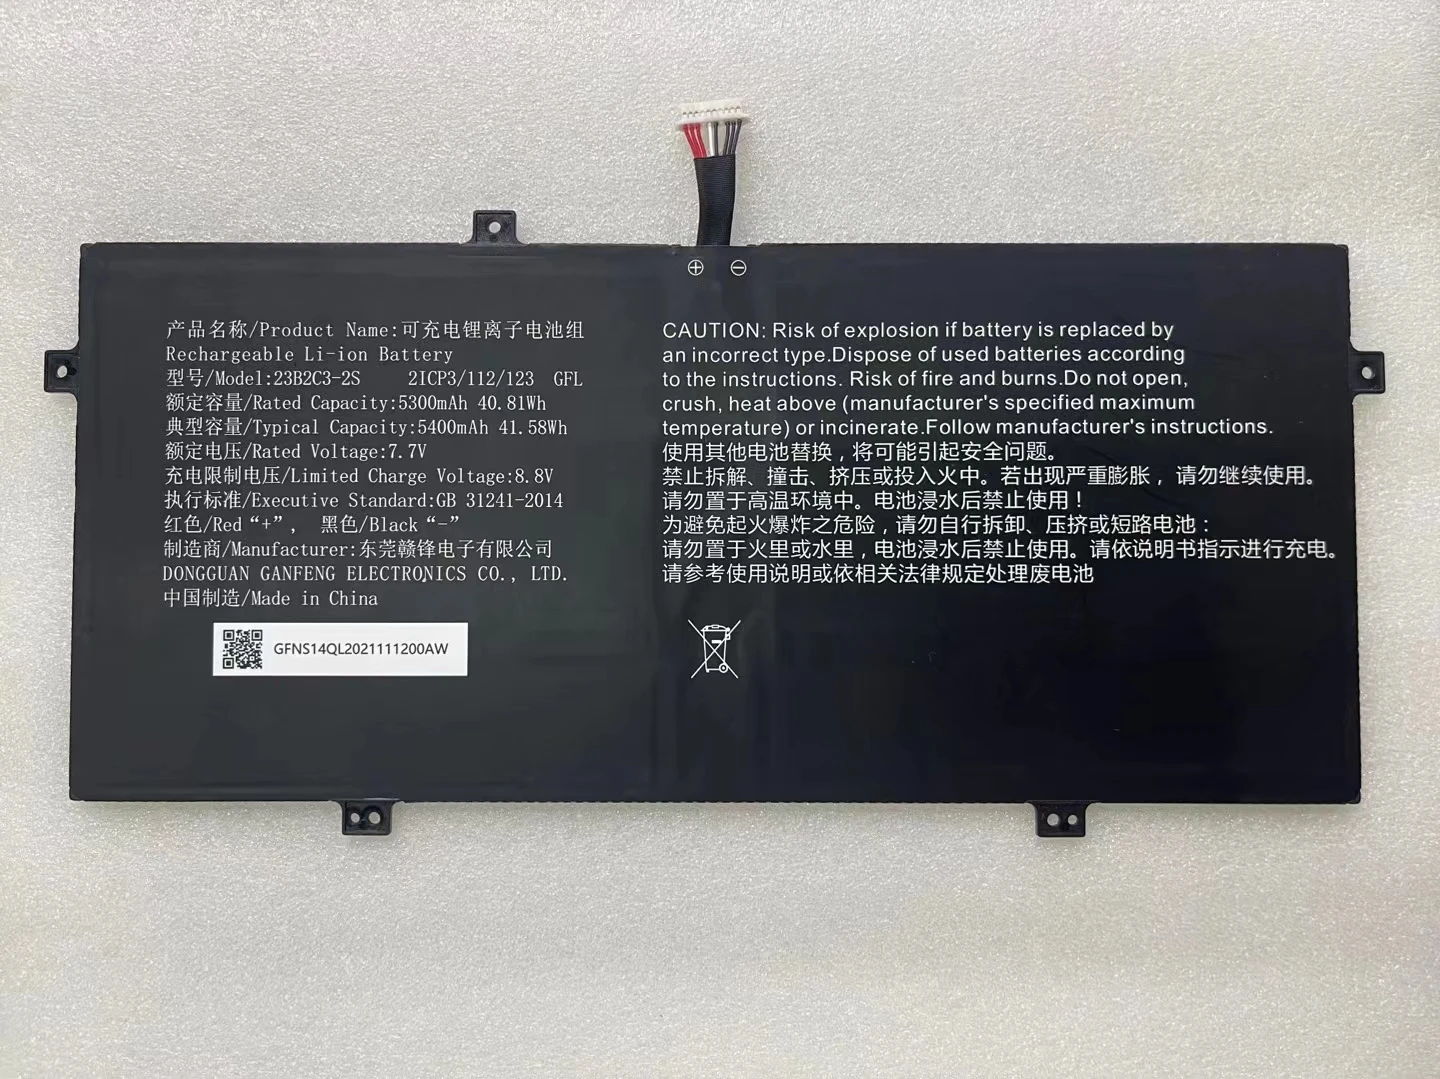 产品名称/Product Name:可充电锂离子电池组
Rechargeable Li-ion Battery
型号/Model:23B2C3-2S 2ICP3/112/123 GFL
额定容量/Rated Capacity:5300mAh 40.81Wh
典型容量/Typical Capacity:5400mAh 41.58Wh
额定电压/Rated Voltage:7.7V
充电限制电压/Limited Charge Voltage:8.8V
执行标准/Executive Standard:GB 31241-2014
红色/Red“+”， 黑色/Black“-”
制造商/Manufacturer:东莞赣锋电子有限公司
DONGGUAN GANFENG ELECTRONICS CO., LTD.
中国制造/Made in China
GFNS14QL2021111200AW
CAUTION: Risk of explosion if battery is replaced by
an incorrect type.Dispose of used batteries according
to the instructions. Risk of fire and burns.Do not open,
crush, heat above (manufacturer's specified maximum
temperature) or incinerate.Follow manufacturer's instructions.
使用其他电池替换，将可能引起安全问题。
禁止拆解、撞击、挤压或投入火中。若出现严重膨胀，请勿继续使用。
请勿置于高温环境中。电池浸水后禁止使用！
为避免起火爆炸之危险，请勿自行拆卸、压挤或短路电池：
请勿置于火里或水里，电池浸水后禁止使用。请依说明书指示进行充电。
请参考使用说明或依相关法律规定处理废电池